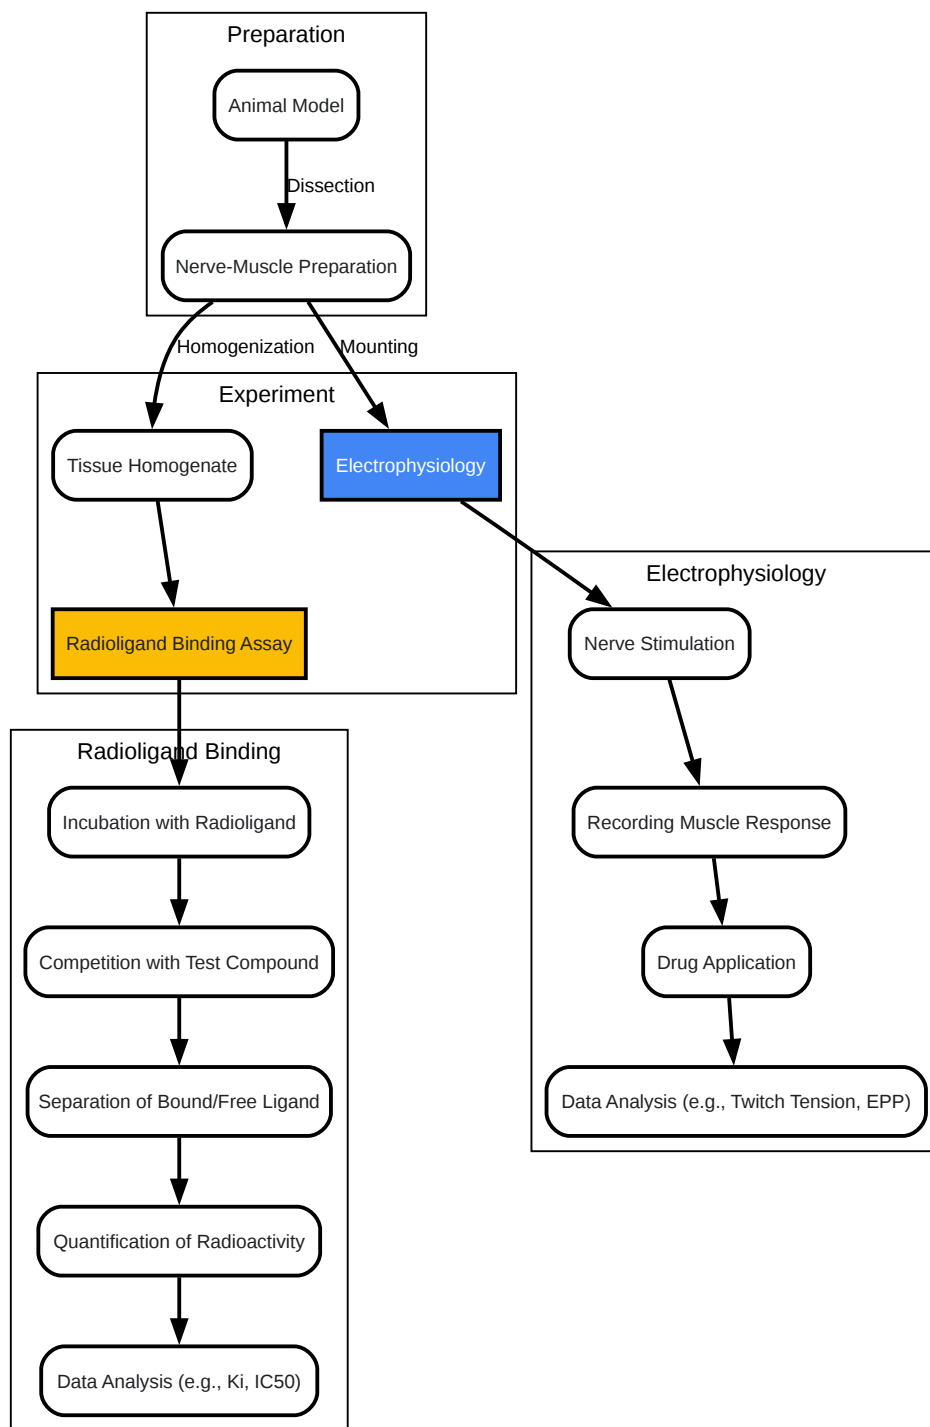 Preparation
Animal Model
Dissection
Nerve-Muscle Preparation
Homogenization
Mounting
Experiment
Tissue Homogenate
Electrophysiology
Radioligand Binding Assay
Electrophysiology
Nerve Stimulation
Recording Muscle Response
Drug Application
Data Analysis (e.g., Twitch Tension, EPP)
Radioligand Binding
Incubation with Radioligand
Competition with Test Compound
Separation of Bound/Free Ligand
Quantification of Radioactivity
Data Analysis (e.g., Ki, IC50)